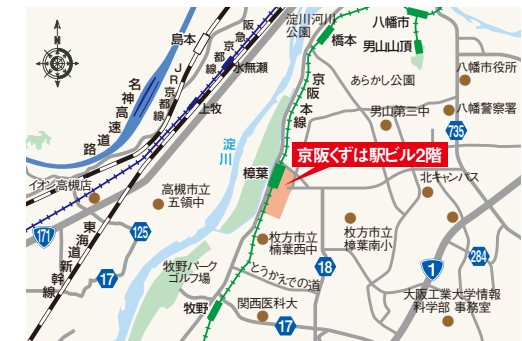 島本
阪急京都線
淀川河川
公園
八幡市
橋本
男山山頂
JR京都線
水無瀬
京阪本線
あらかし公園
八幡市役所
名神高速道路
上牧
男山第三中
八幡警察署
735
淀川
京阪くずは駅ビル2階
イオン高槻店
高槻市立
五領中
樟葉
北キャンパス
171
東海道新幹線
125
枚方市立
楠葉西中
枚方市立
樟葉南小
284
17
牧野パーク
ゴルフ場
とうかえでの道
18
1
牧野
関西医科大
17
大阪工業大学情報
科学部 事務室